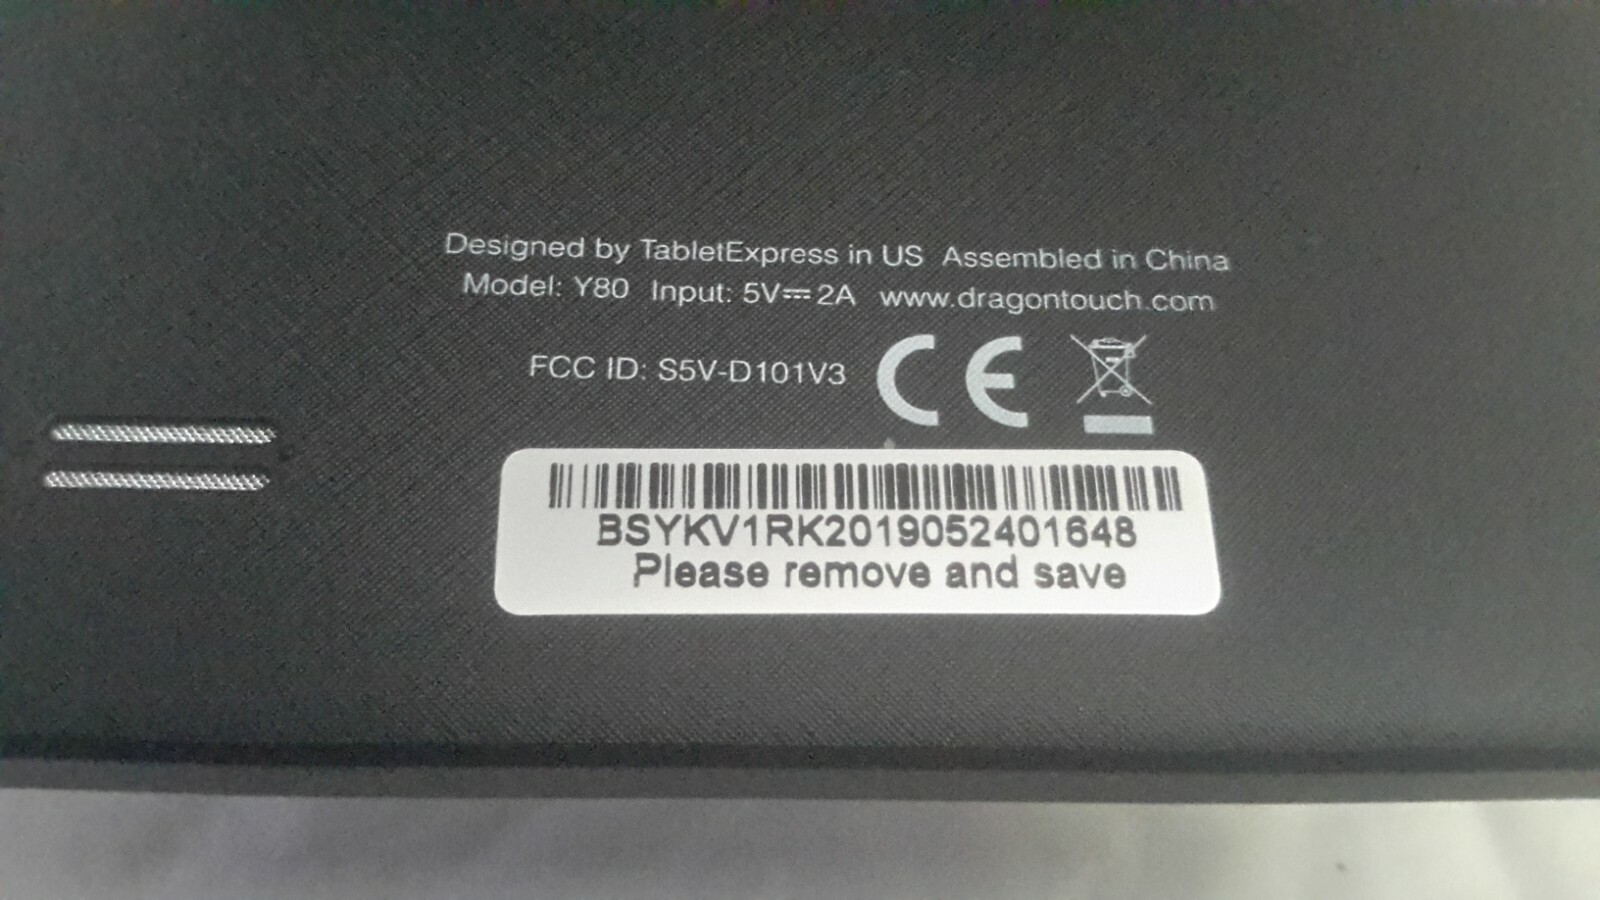 Designed by TabletExpress in US Assembled in China
Model: Y80 Input: 5V⎓2A www.dragontouch.com
FCC ID: S5V-D101V3 CE
BSYKV1RK2019052401648
Please remove and save